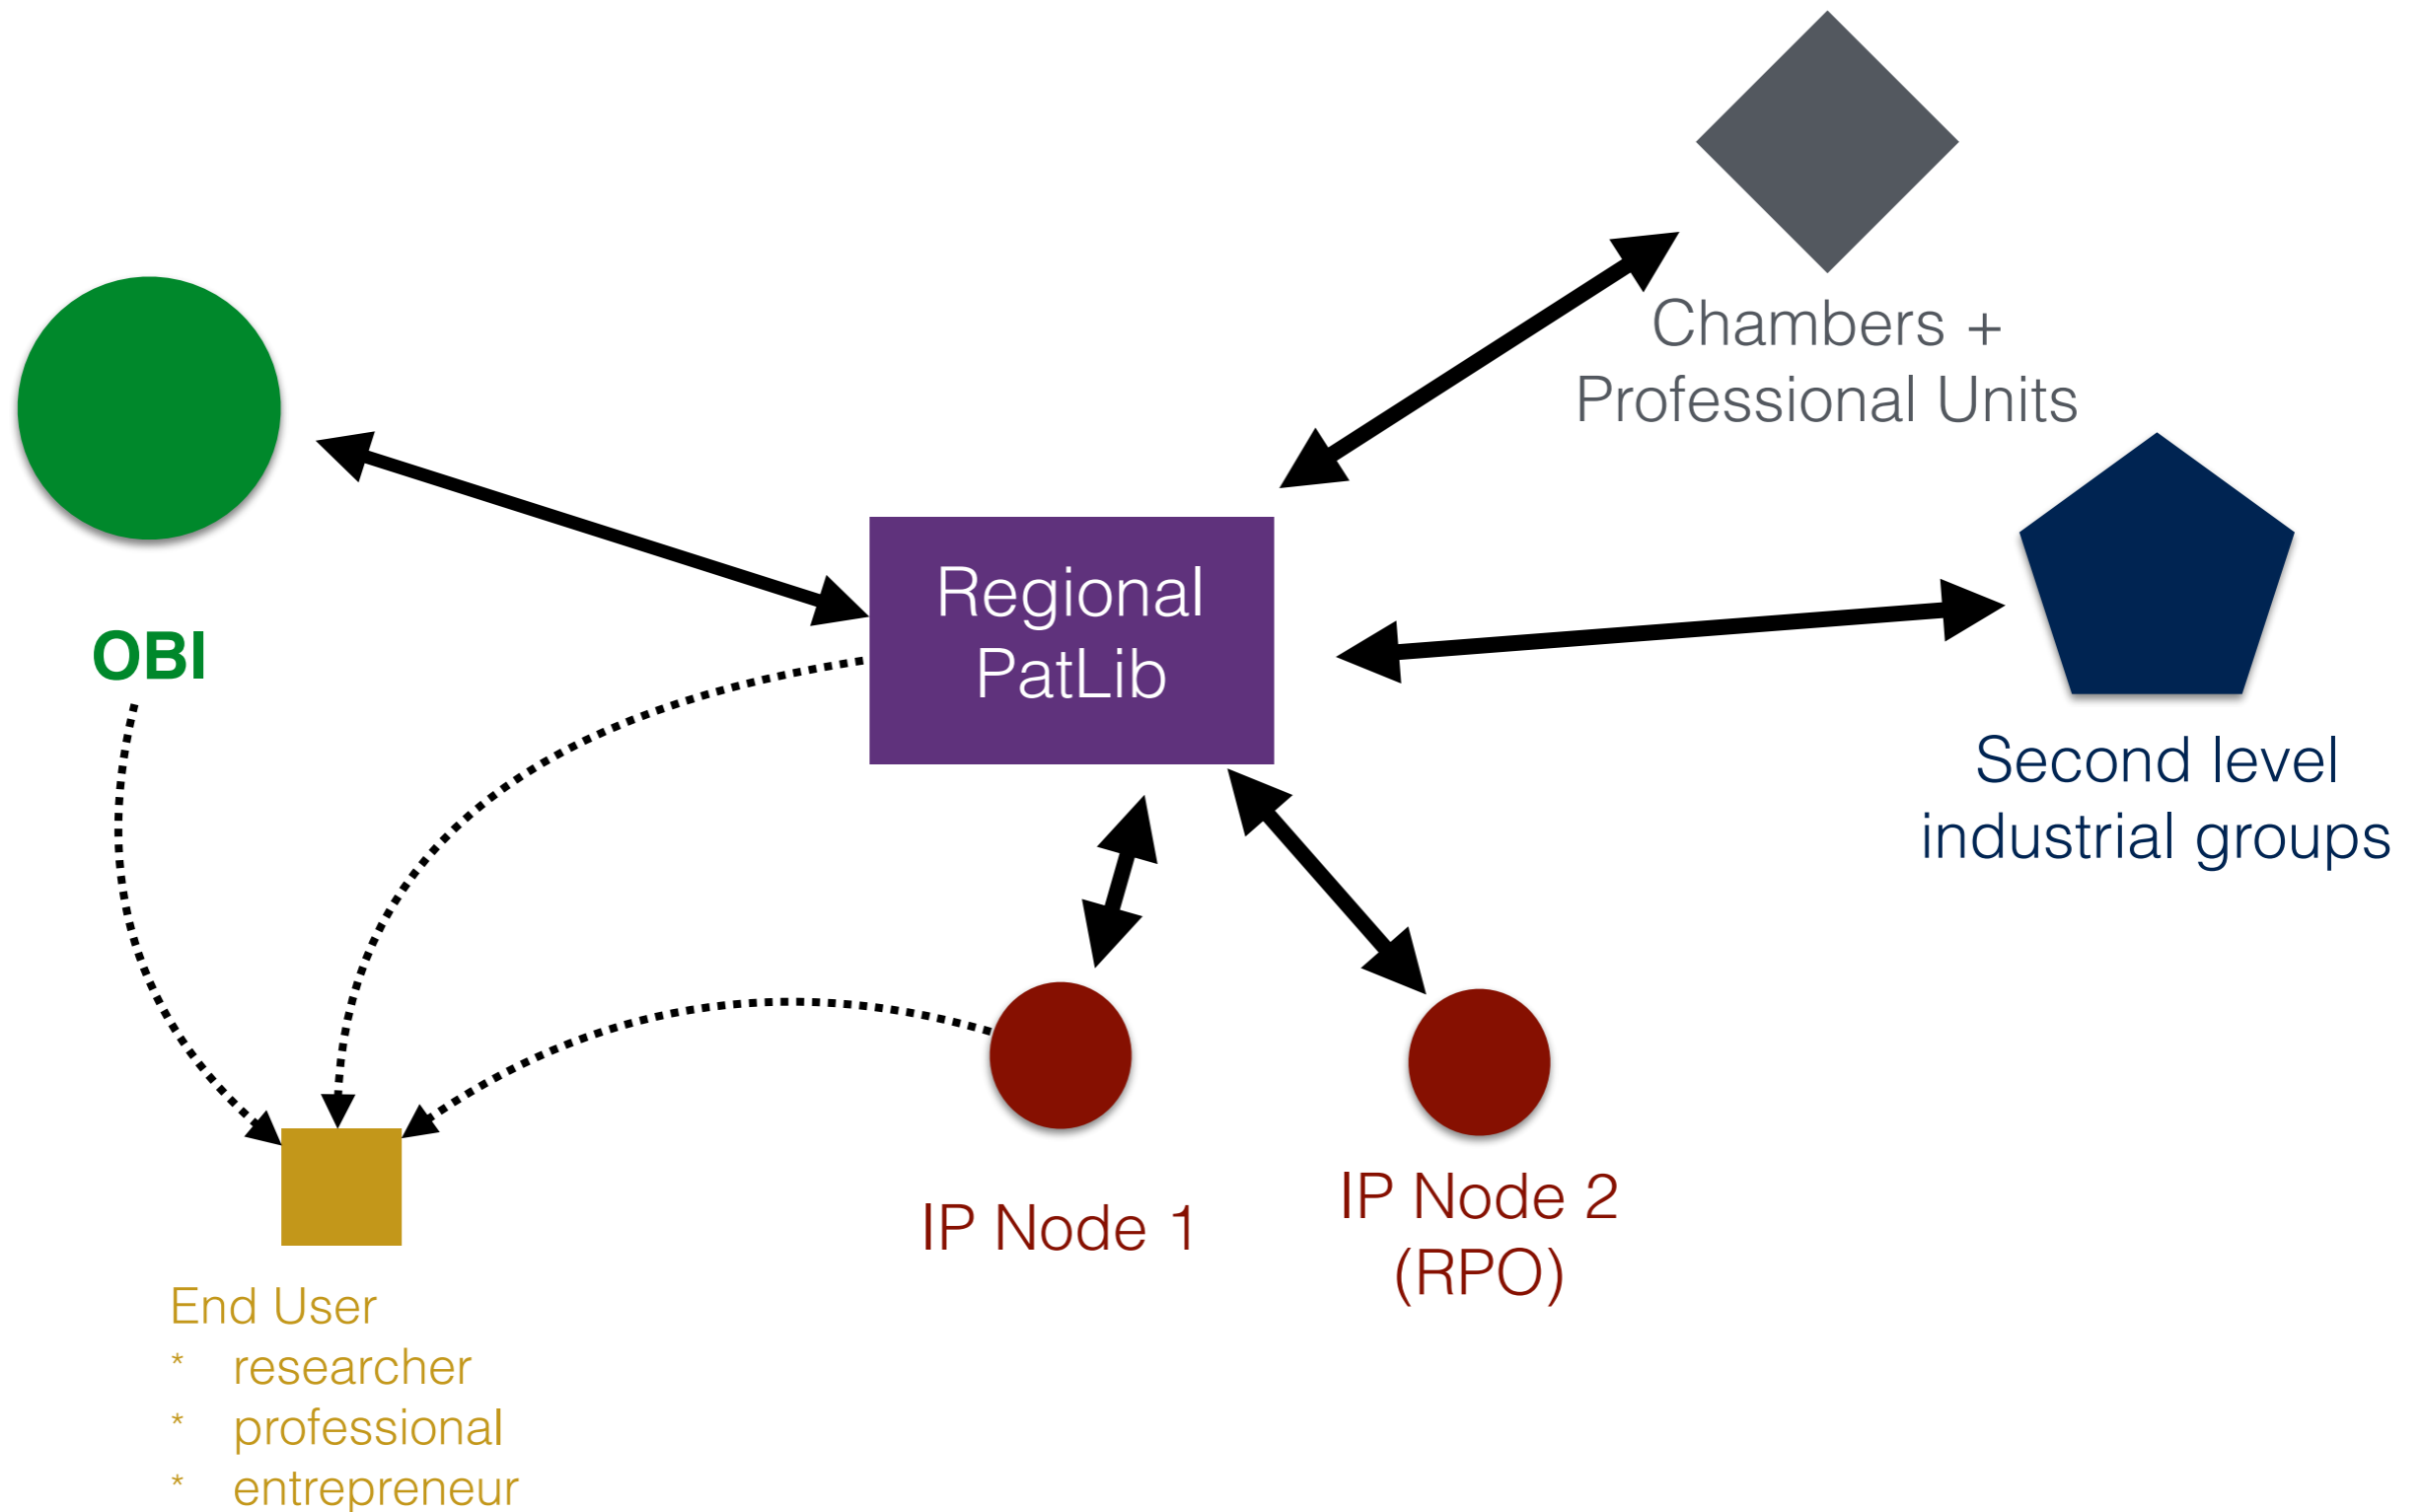 Chambers +
Professional Units
OBI
Regional
PatLib
Second level
industrial groups
IP Node 1
IP Node 2
(RPO)
End User
* researcher
* professional
* entrepreneur